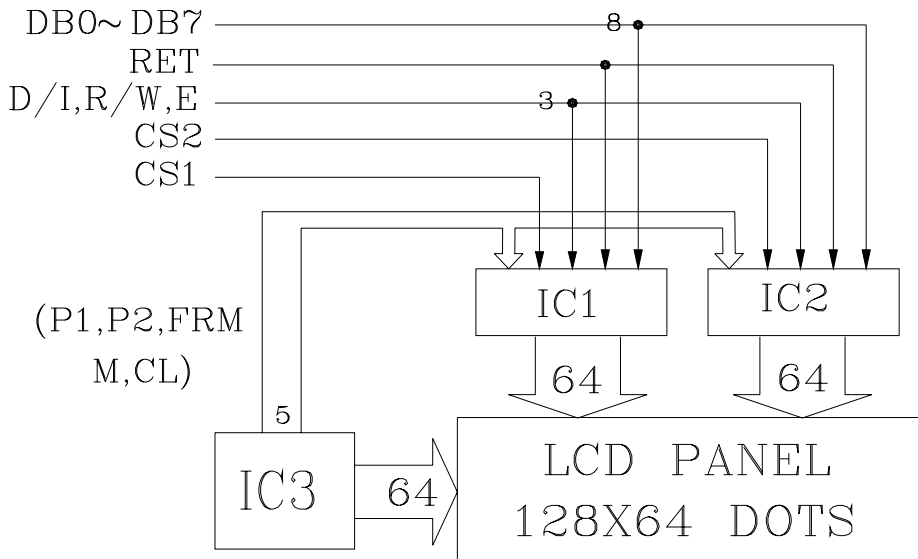 DB0~DB7
8
RET
D/I,R/W,E
3
CS2
CS1
IC1
IC2
(P1,P2,FRM
M,CL)
64
64
5
IC3
64
LCD PANEL
128X64 DOTS